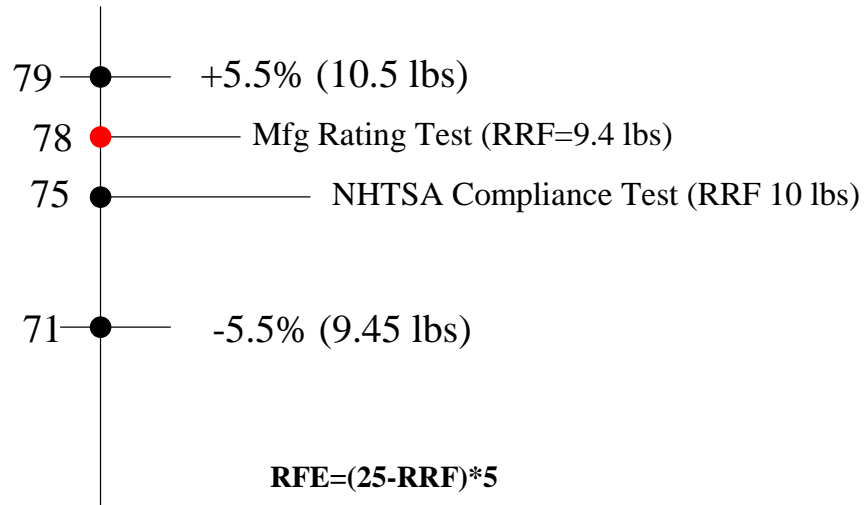 79 +5.5% (10.5 lbs)
78 Mfg Rating Test (RRF=9.4 lbs)
75 NHTSA Compliance Test (RRF 10 lbs)
71 -5.5% (9.45 lbs)
RFE=(25-RRF)*5